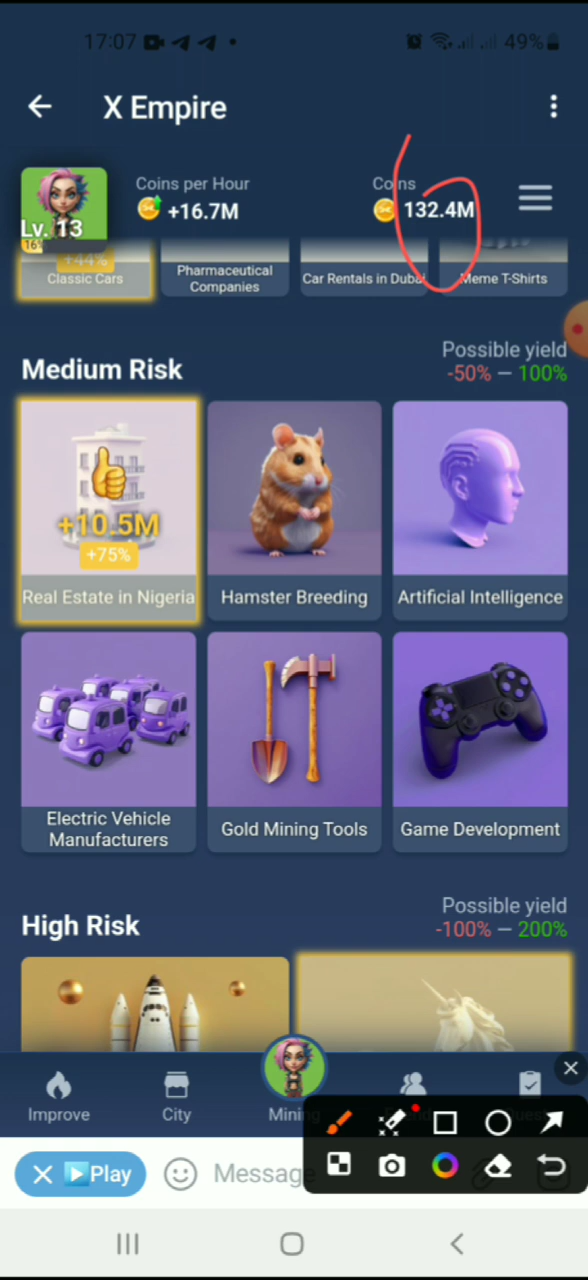 17:07
49%
X Empire
Coins per Hour
+16.7M
Coins
132.4M
Lv. 13
16%
+44%
Classic Cars
Pharmaceutical
Companies
Car Rentals in Dubai
Meme T-Shirts
Medium Risk
Possible yield
-50% — 100%
+10.5M
+75%
Real Estate in Nigeria
Hamster Breeding
Artificial Intelligence
Electric Vehicle
Manufacturers
Gold Mining Tools
Game Development
High Risk
Possible yield
-100% — 200%
Improve
City
Mining
Play
Message